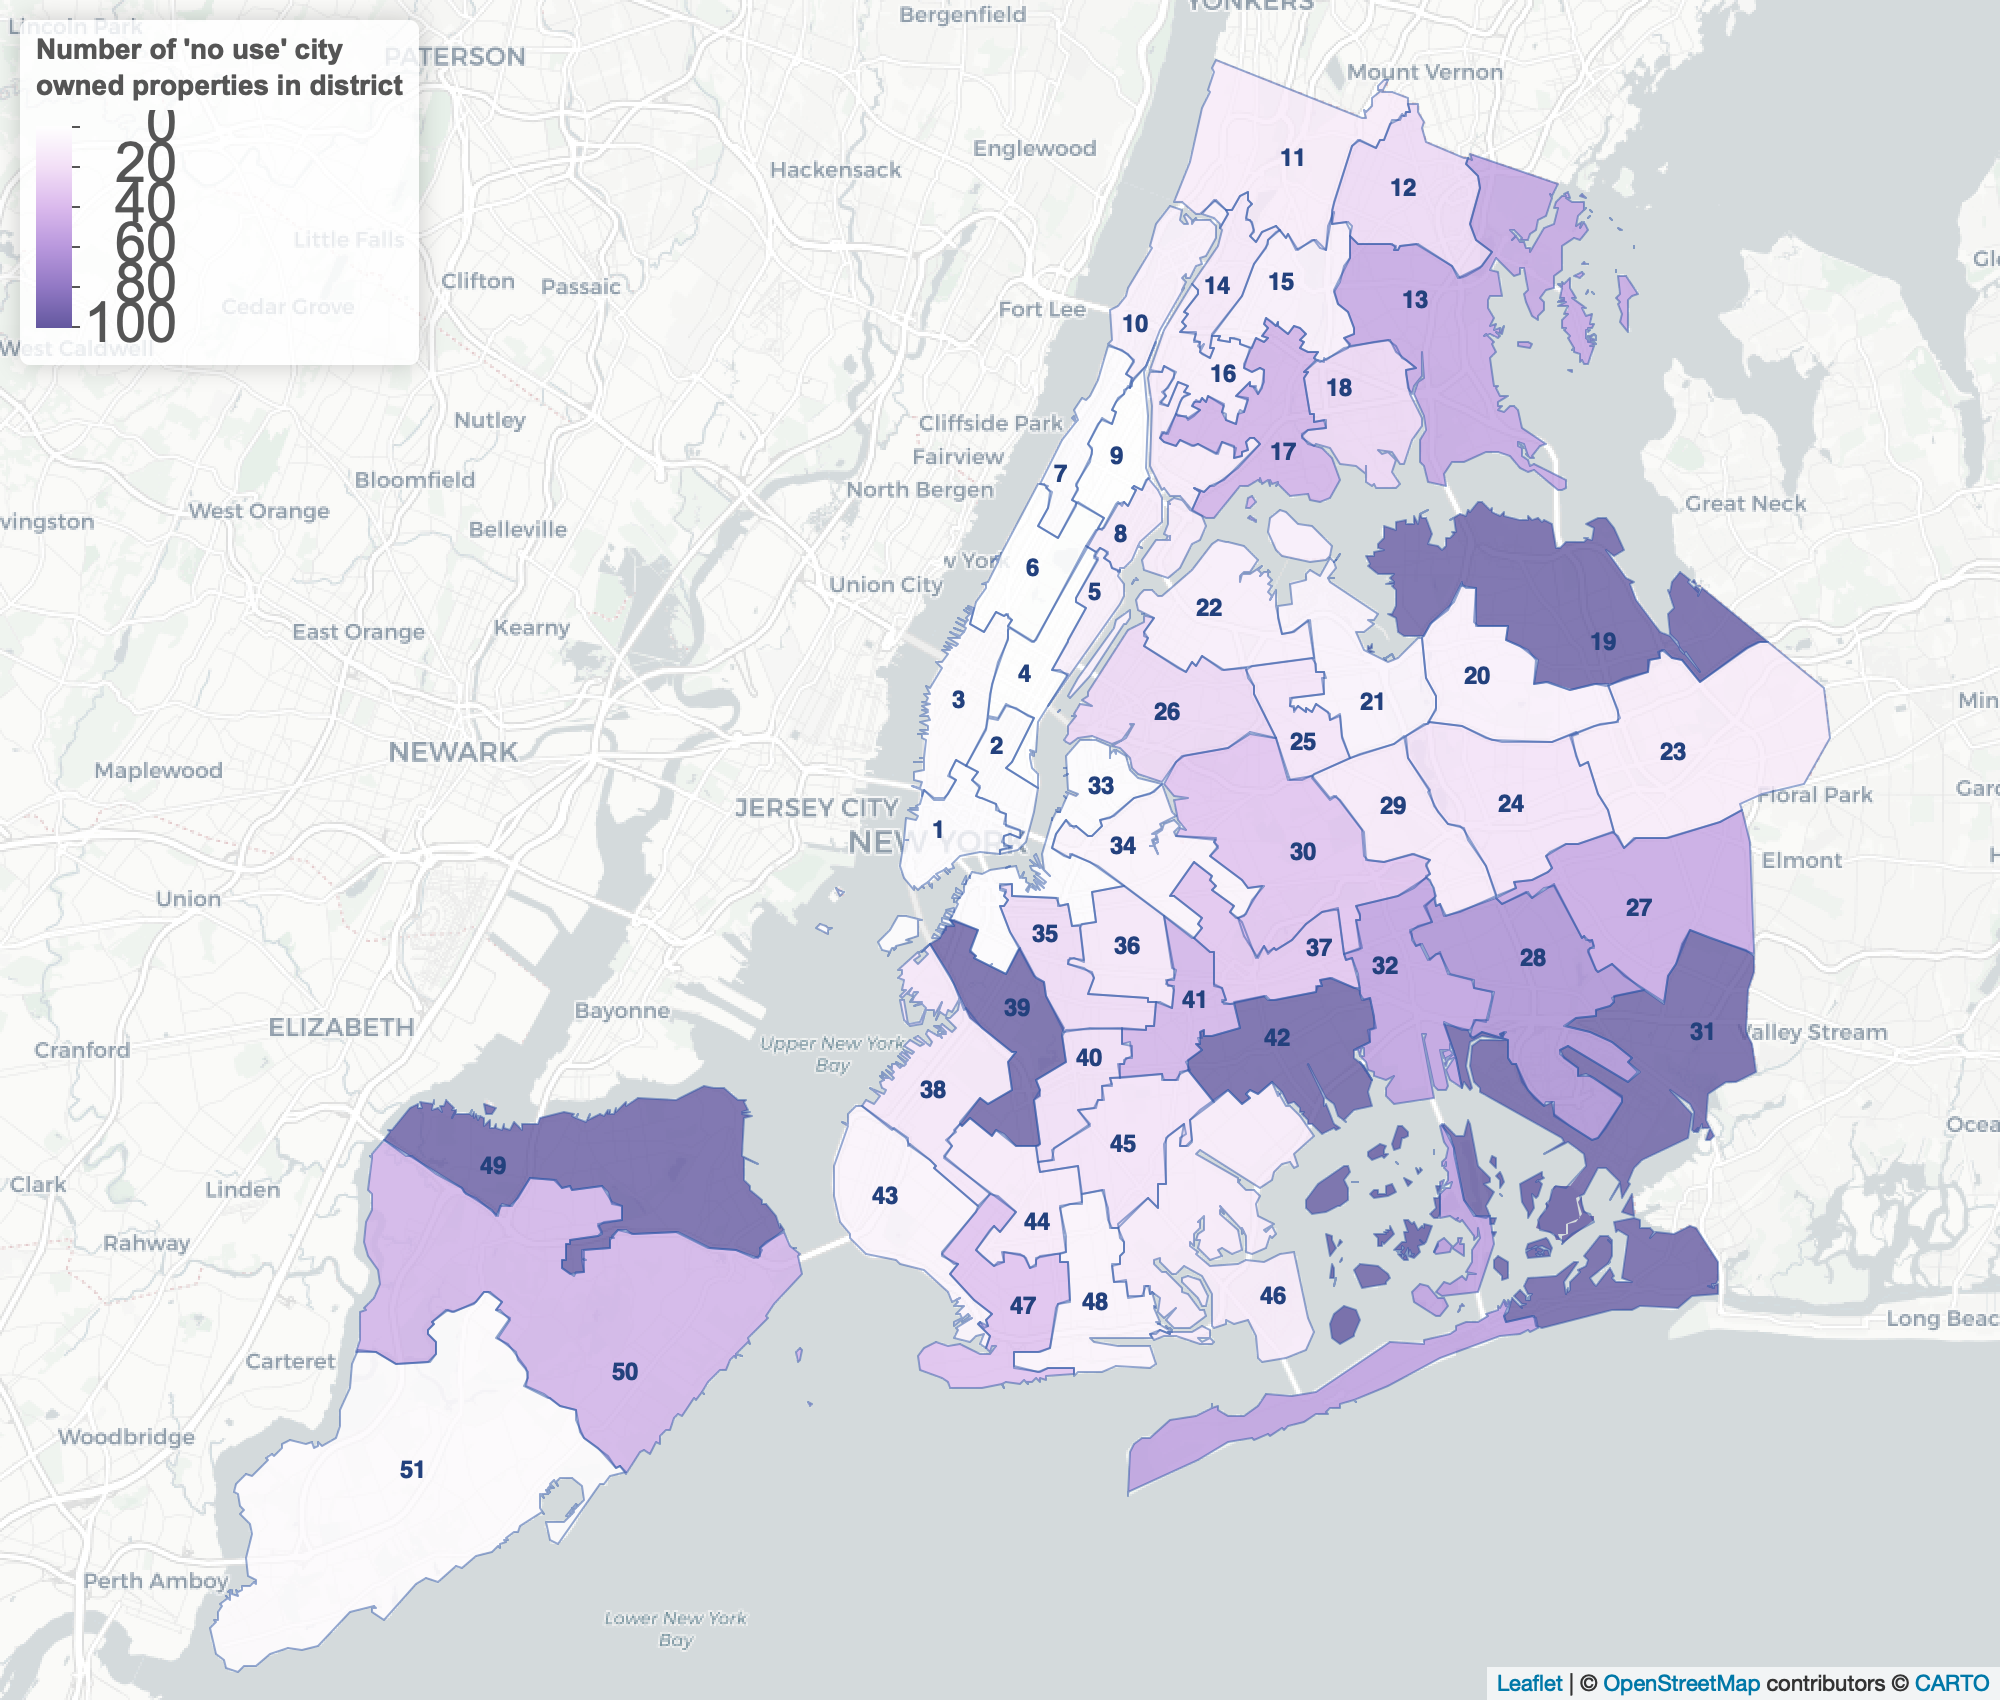 YONKERS
Bergenfield
Lincoln Park
Number of 'no use' city
owned properties in district
PATERSON
Mount Vernon
0
20
40
60
80
100
Englewood
11
Hackensack
12
Little Falls
Clifton
Passaic
14
15
13
Cedar Grove
Fort Lee
10
West Caldwell
16
18
Nutley
Cliffside Park
17
9
Fairview
7
Bloomfield
North Bergen
Great Neck
West Orange
vingston
Belleville
8
w York
6
Union City
5
22
East Orange
Kearny
19
4
20
3
21
Min
26
2
25
NEWARK
23
Maplewood
33
Gard
JERSEY CITY
29
24
Floral Park
1
NEW YORK
34
30
Elmont
H
Union
27
35
36
37
28
32
41
39
Bayonne
ELIZABETH
42
31
Valley Stream
Cranford
Upper New York
Bay
40
38
Ocea
45
49
Clark
Linden
43
44
Rahway
46
47
48
Long Beac
Carteret
50
Woodbridge
51
Perth Amboy
Lower New York
Bay
Leaflet | © OpenStreetMap contributors © CARTO